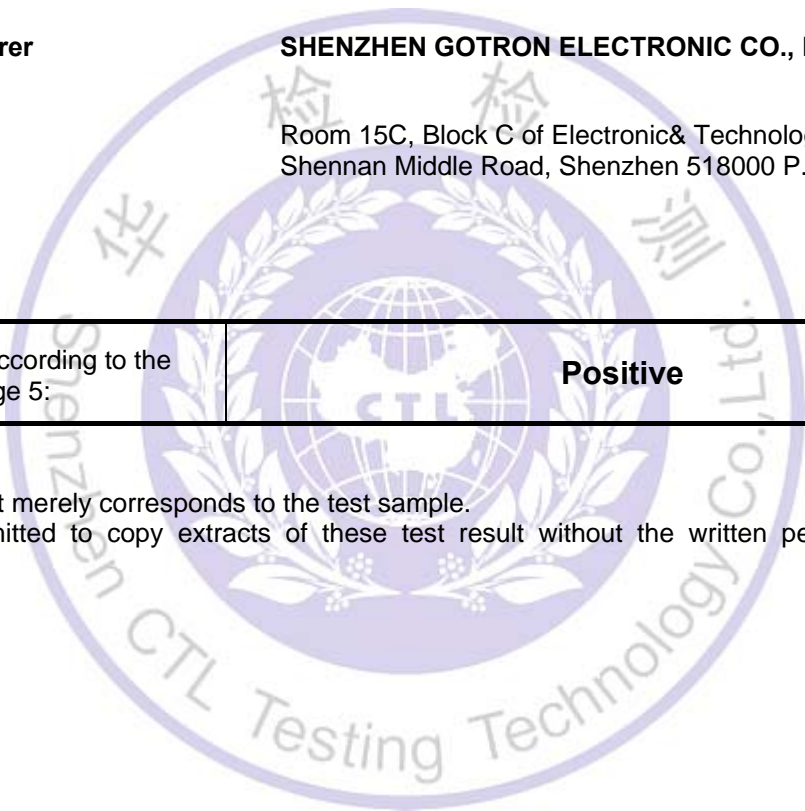 rer
SHENZHEN GOTRON ELECTRONIC CO.,
Room 15C, Block C of Electronic& Technolo
Shennan Middle Road, Shenzhen 518000 P.
ccording to the
ge 5:
Positive
t merely corresponds to the test sample.
itted to copy extracts of these test result without the written pe
华检检测
Shenzhen CTL Testing Technology Co.,Ltd.
CTL